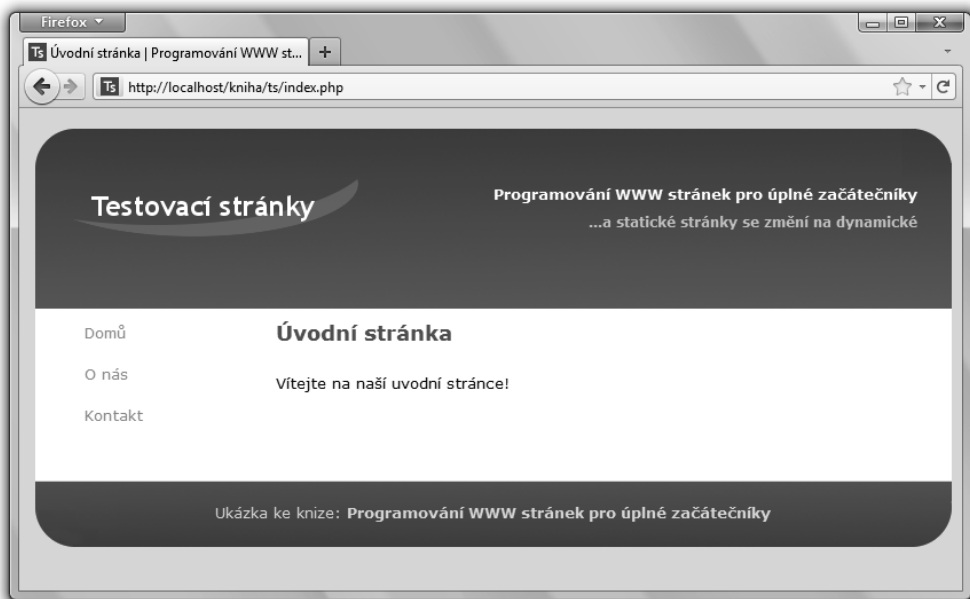 Firefox
Ts Úvodní stránka | Programování WWW st... +
Ts http://localhost/kniha/ts/index.php
Testovací stránky
Programování WWW stránek pro úplné začátečníky
...a statické stránky se změní na dynamické
Domů
O nás
Kontakt
Úvodní stránka
Vítejte na naší uvodní stránce!
Ukázka ke knize: Programování WWW stránek pro úplné začátečníky